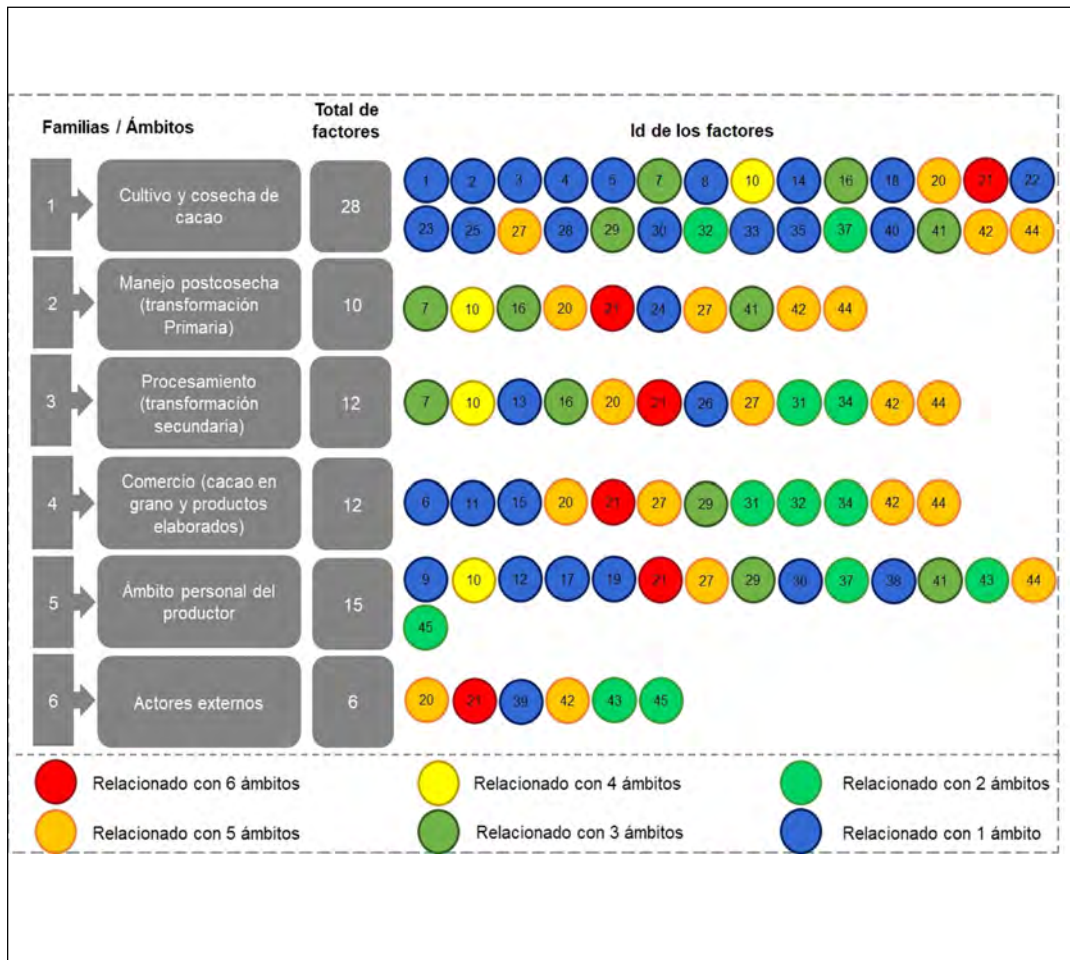 Familias / Ámbitos
Total de
factores
Id de los factores
1
Cultivo y cosecha de
cacao
28
1 2 3 4 5 7 8 10 14 16 18 20 21 22
23 25 27 28 29 30 32 33 35 37 40 41 42 44
2
Manejo postcosecha
(transformación
Primaria)
10
7 10 16 20 21 24 27 41 42 44
3
Procesamiento
(transformación
secundaria)
12
7 10 13 16 20 21 26 27 31 34 42 44
4
Comercio (cacao en
grano y productos
elaborados)
12
6 11 15 20 21 27 29 31 32 34 42 44
5
Ámbito personal del
productor
15
9 10 12 17 19 21 27 29 36 37 38 41 43 44
45
6
Actores externos
6
20 21 39 42 43 45
Relacionado con 6 ámbitos
Relacionado con 4 ámbitos
Relacionado con 2 ámbitos
Relacionado con 5 ámbitos
Relacionado con 3 ámbitos
Relacionado con 1 ámbito